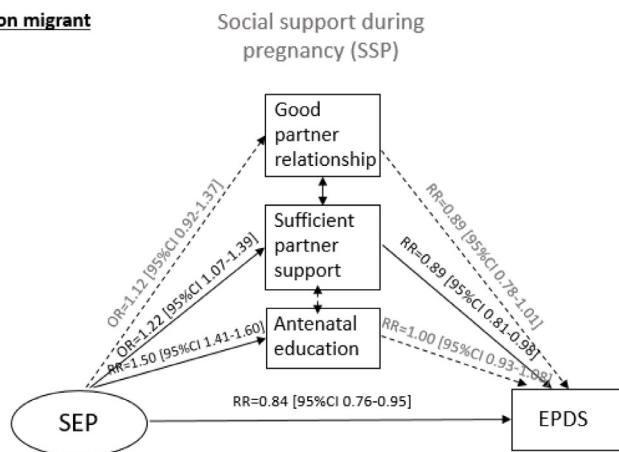 on migrant
Social support during
pregnancy (SSP)
Good
partner
relationship
OR=1.12 [95%CI 0.92-1.37]
RR=0.89 [95%CI 0.78-1.01]
Sufficient
partner
support
OR=1.22 [95%CI 1.07-1.39]
RR=0.89 [95%CI 0.81-0.98]
Antenatal
education
RR=1.50 [95%CI 1.41-1.60]
RR=1.00 [95%CI 0.93-1.08]
SEP
RR=0.84 [95%CI 0.76-0.95]
EPDS